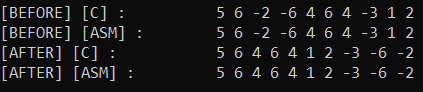 [BEFORE] [C] : 5 6 -2 -6 4 6 4 -3 1 2
[BEFORE] [ASM] : 5 6 -2 -6 4 6 4 -3 1 2
[AFTER] [C] : 5 6 4 6 4 1 2 -3 -6 -2
[AFTER] [ASM] : 5 6 4 6 4 1 2 -3 -6 -2